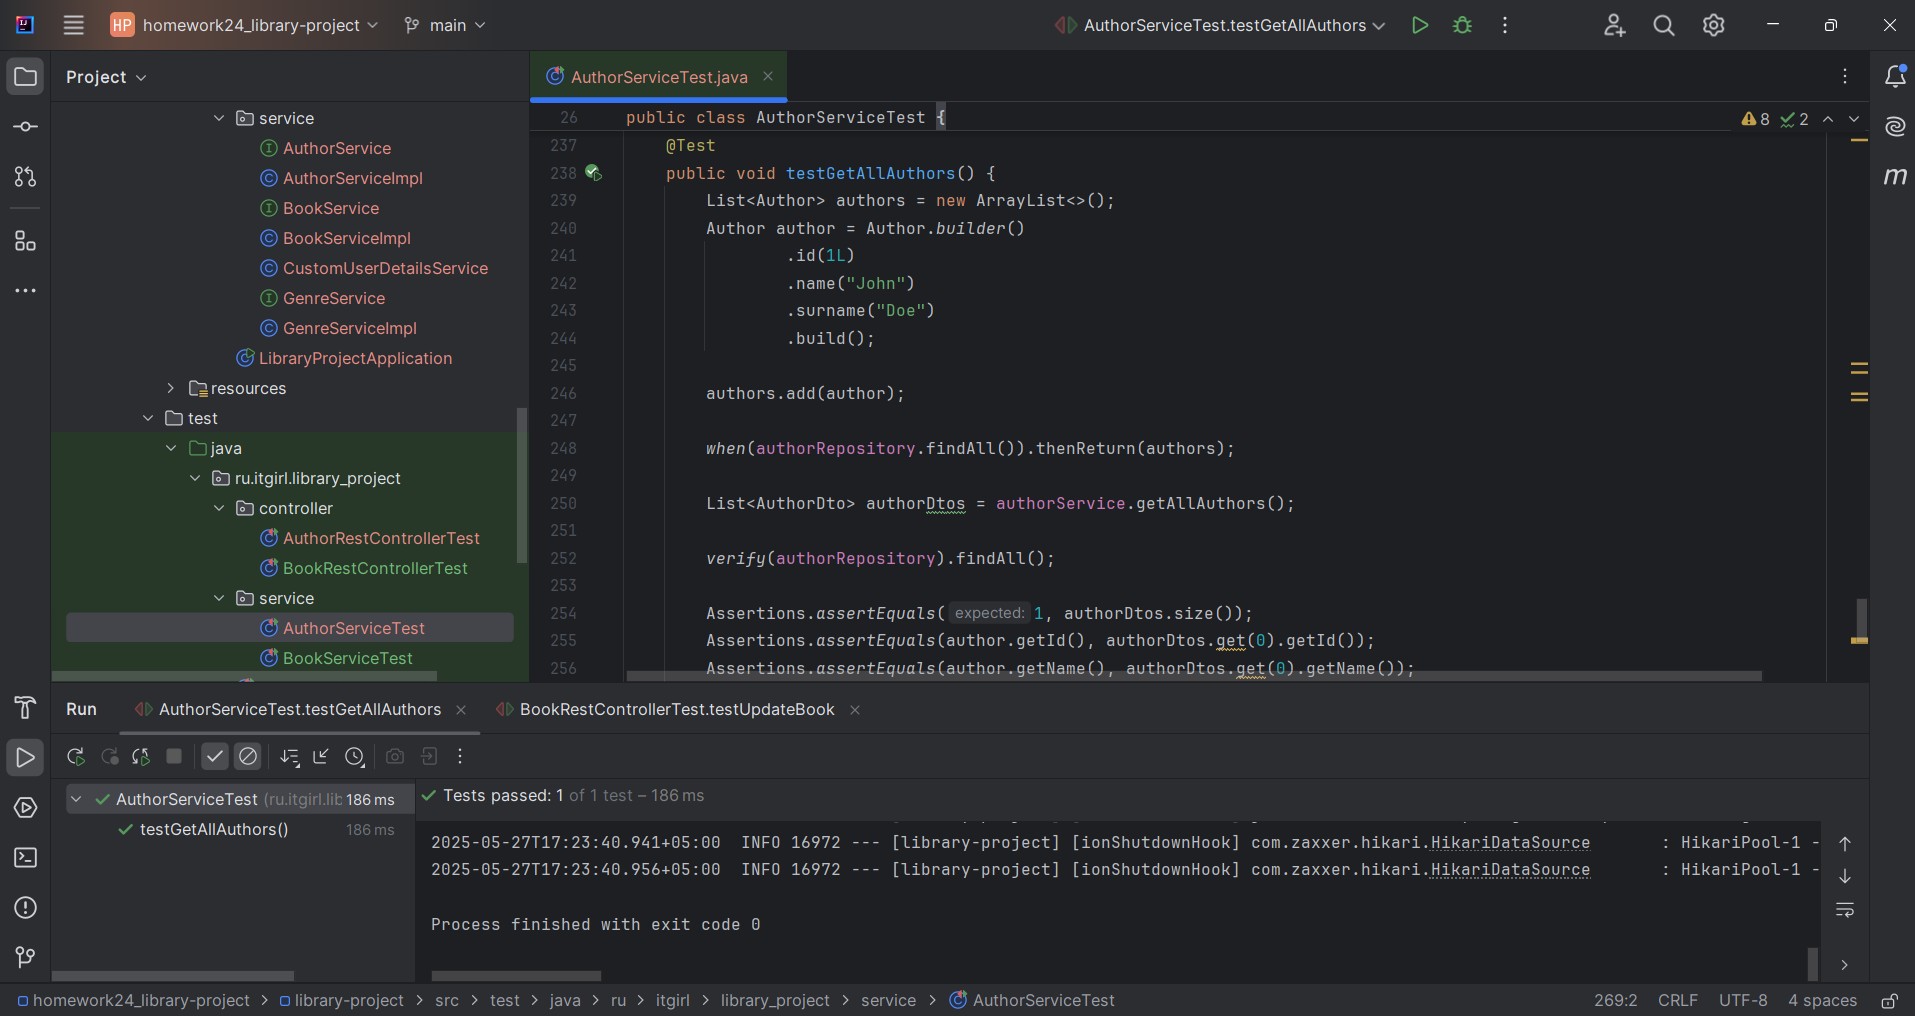 HP homework24_library-project main AuthorServiceTest.testGetAllAuthors
Project
service
AuthorService
AuthorServiceImpl
BookService
BookServiceImpl
CustomUserDetailsService
GenreService
GenreServiceImpl
LibraryProjectApplication
resources
test
java
ru.itgirl.library_project
controller
AuthorRestControllerTest
BookRestControllerTest
service
AuthorServiceTest
BookServiceTest
AuthorServiceTest.java
26 public class AuthorServiceTest {
8 2
237 @Test
238 public void testGetAllAuthors() {
239 List<Author> authors = new ArrayList<>();
240 Author author = Author.builder()
241 .id(1L)
242 .name("John")
243 .surname("Doe")
244 .build();
245
246 authors.add(author);
247
248 when(authorRepository.findAll()).thenReturn(authors);
249
250 List<AuthorDto> authorDtos = authorService.getAllAuthors();
251
252 verify(authorRepository).findAll();
253
254 Assertions.assertEquals( expected: 1, authorDtos.size());
255 Assertions.assertEquals(author.getId(), authorDtos.get(0).getId());
256 Assertions.assertEquals(author.getName(), authorDtos.get(0).getName());
m
Run AuthorServiceTest.testGetAllAuthors BookRestControllerTest.testUpdateBook
AuthorServiceTest (ru.itgirl.lib 186 ms
testGetAllAuthors() 186 ms
Tests passed: 1 of 1 test – 186 ms
2025-05-27T17:23:40.941+05:00 INFO 16972 --- [library-project] [ionShutdownHook] com.zaxxer.hikari.HikariDataSource : HikariPool-1 -
2025-05-27T17:23:40.956+05:00 INFO 16972 --- [library-project] [ionShutdownHook] com.zaxxer.hikari.HikariDataSource : HikariPool-1 -
Process finished with exit code 0
homework24_library-project > library-project > src > test > java > ru > itgirl > library_project > service > AuthorServiceTest 269:2 CRLF UTF-8 4 spaces